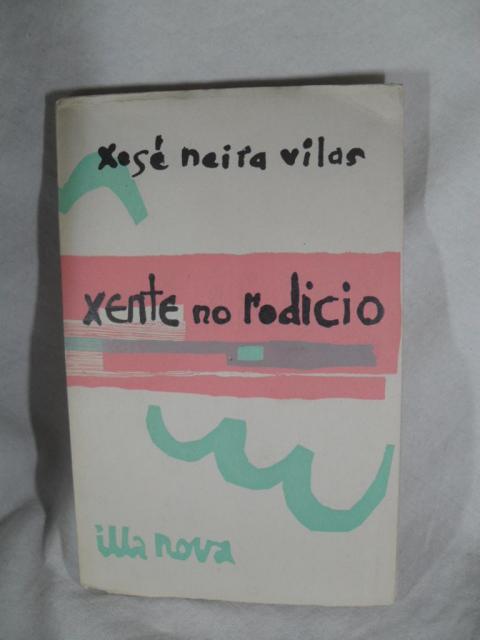 xosé neira vilas
xente no rodicio
illa nova